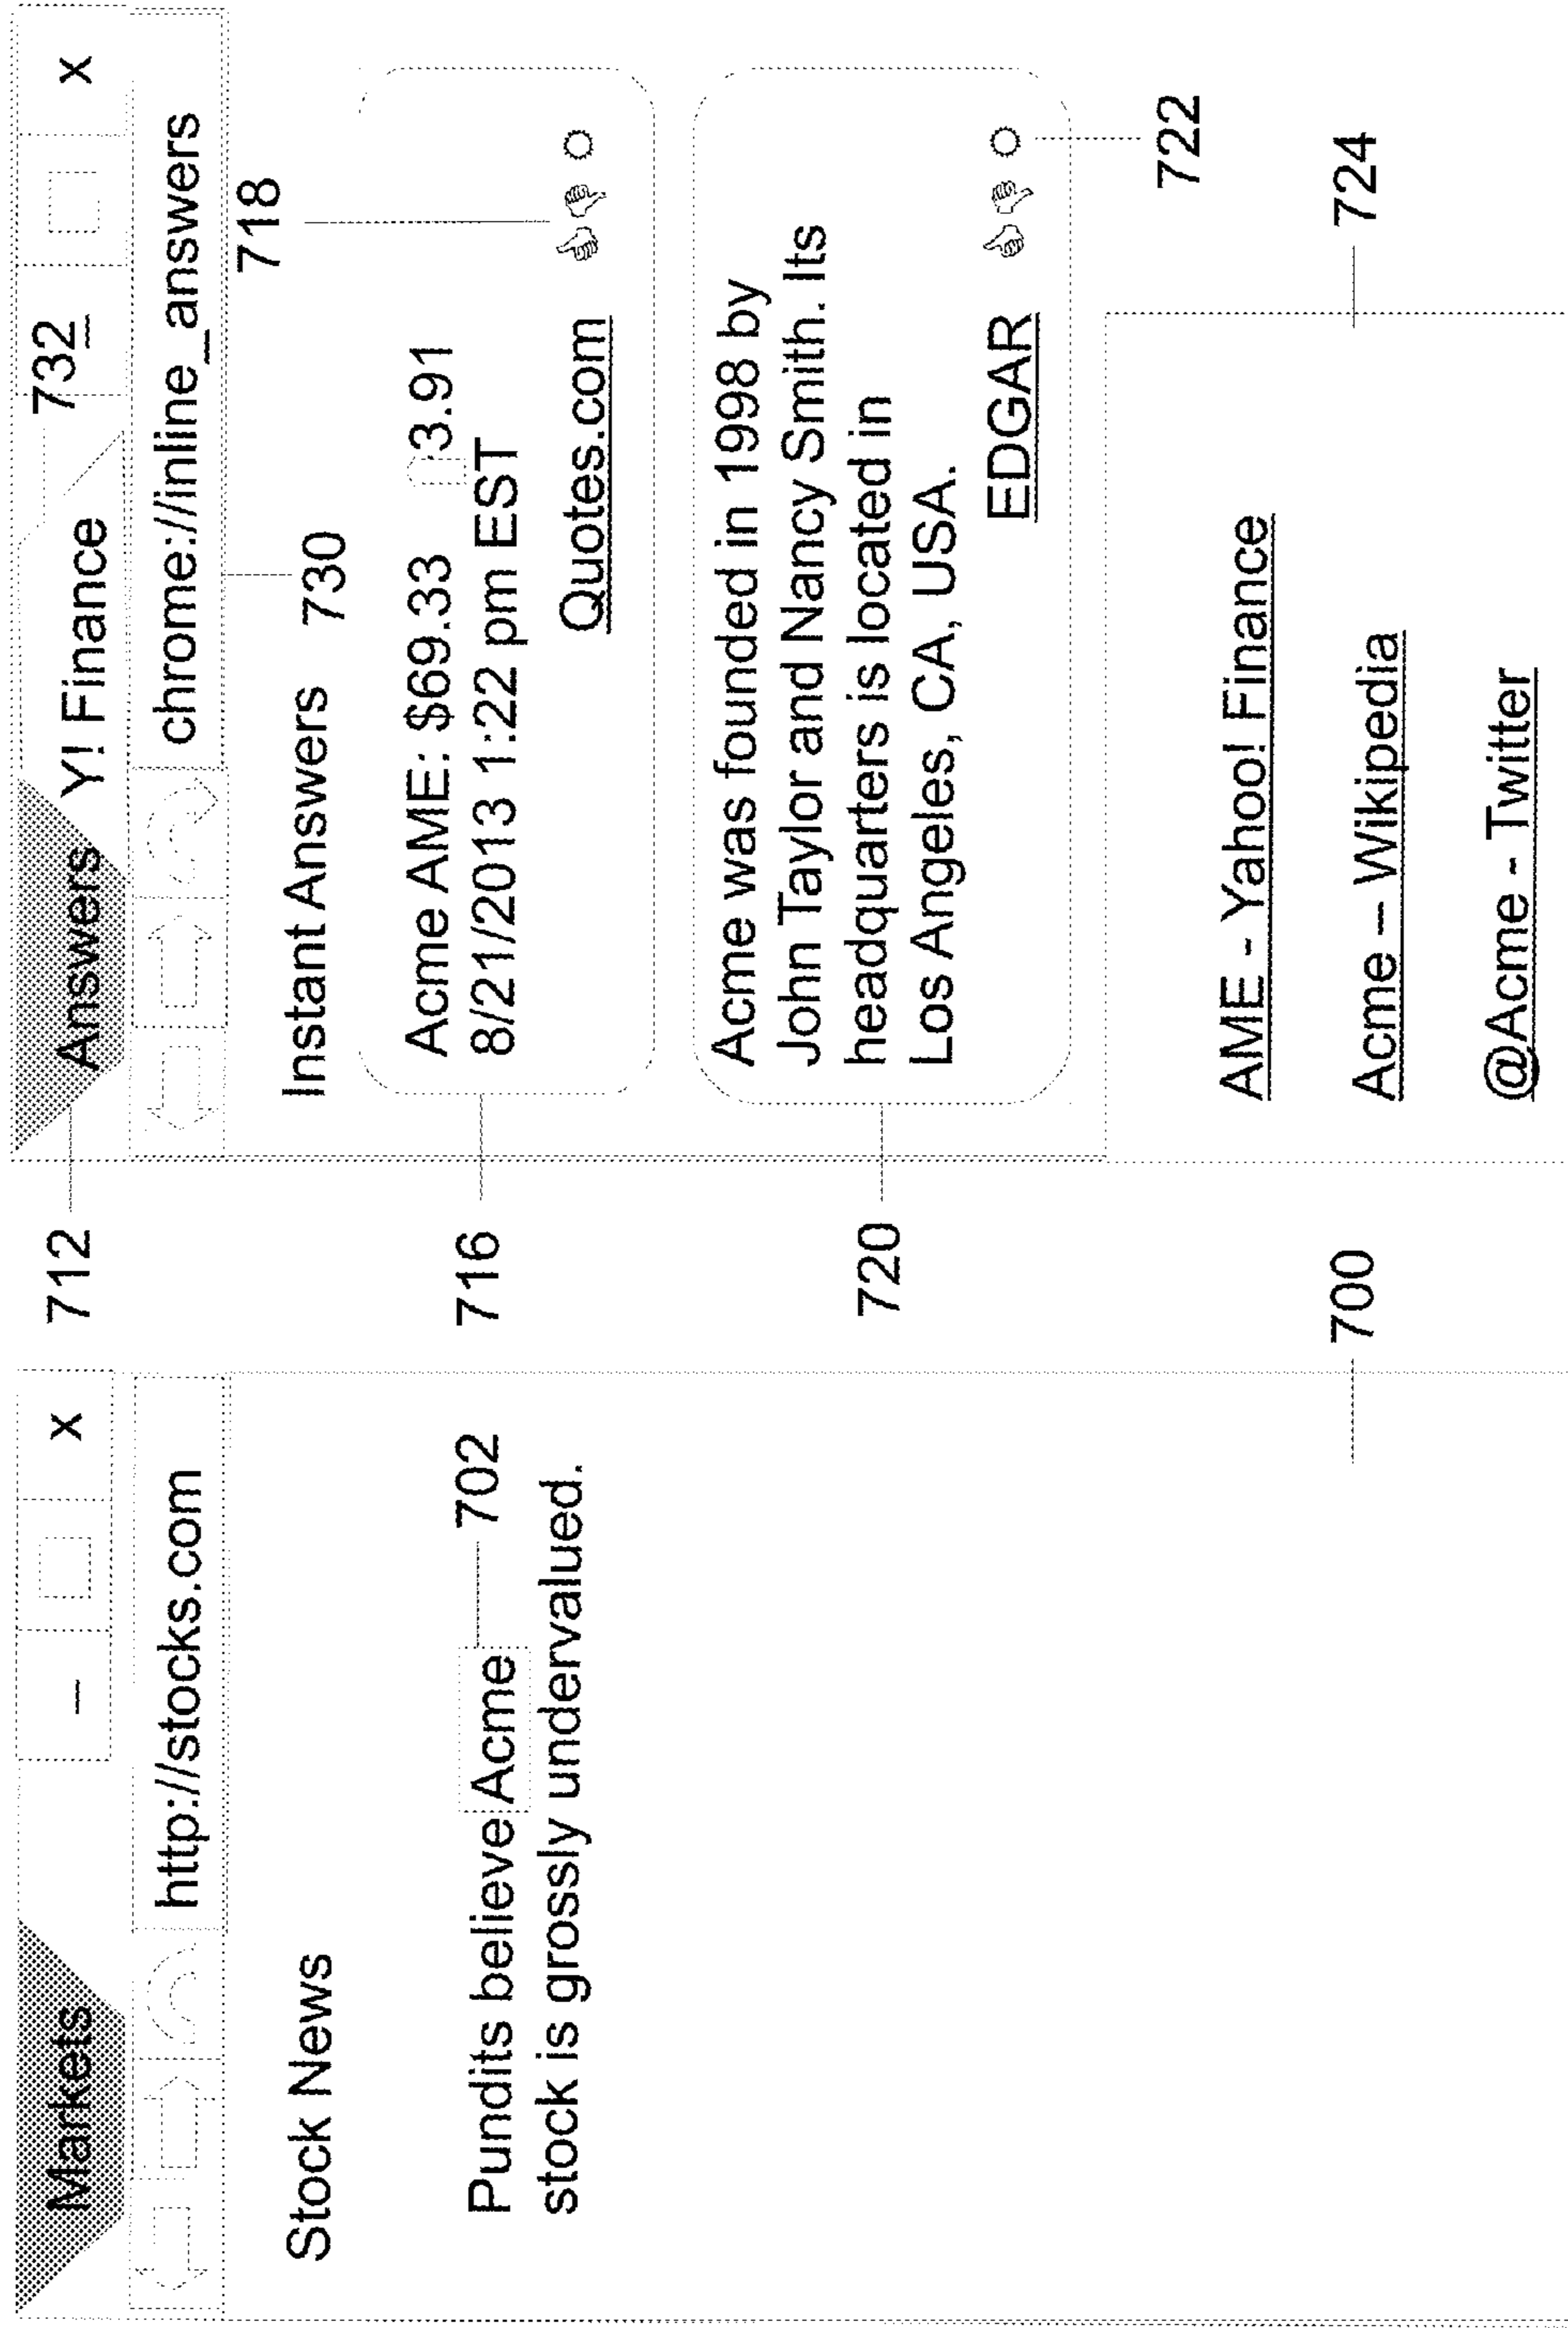 Markets
–
x
http://stocks.com
Stock News
Pundits believe Acme
702
stock is grossly undervalued.
700
712
Answers
Y! Finance
732
x
chrome://inline_answers
718
Instant Answers
730
716
Acme AME: $69.33
3.91
8/21/2013 1:22 pm EST
Quotes.com
720
Acme was founded in 1998 by
John Taylor and Nancy Smith. Its
headquarters is located in
Los Angeles, CA, USA.
EDGAR
722
724
AME - Yahoo! Finance
Acme – Wikipedia
@Acme - Twitter